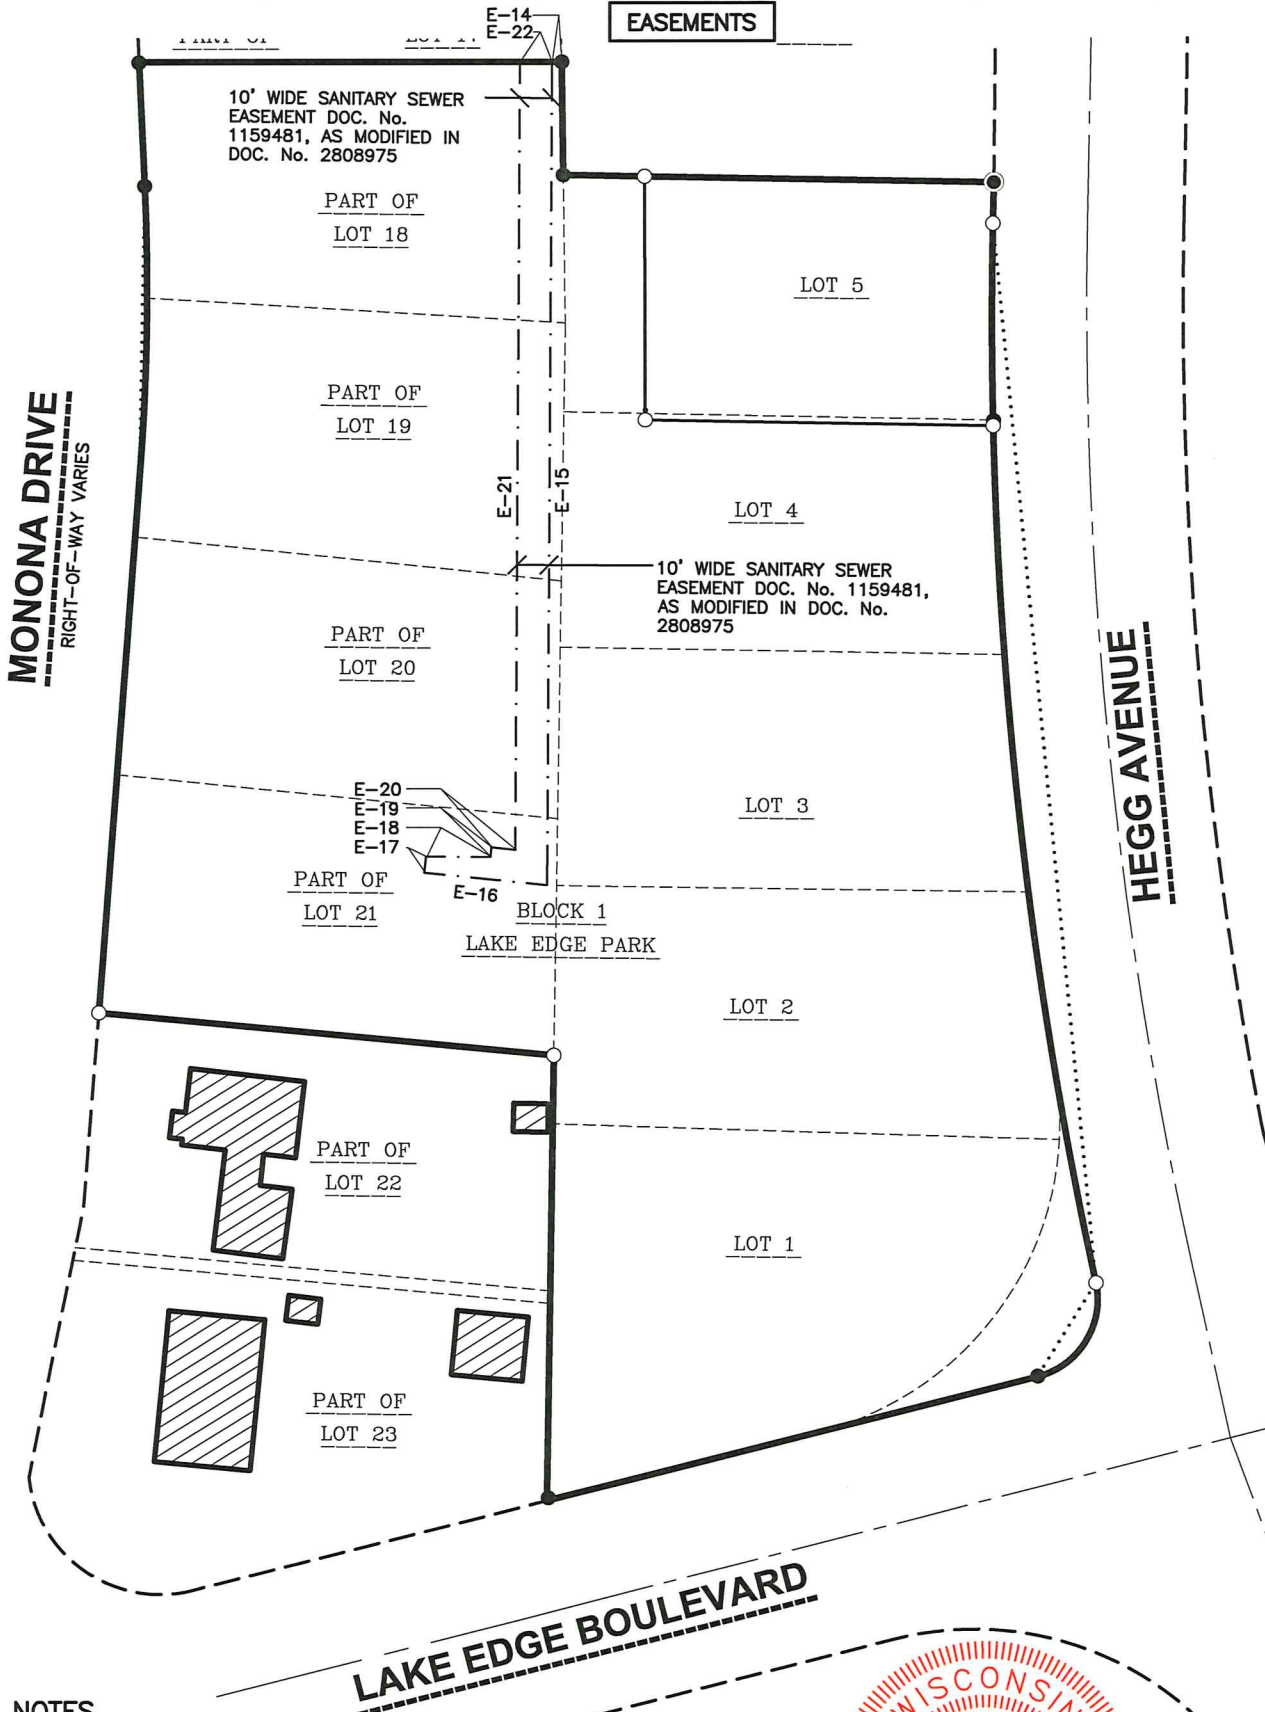 EASEMENTS
E-14
E-22
10' WIDE SANITARY SEWER
EASEMENT DOC. No.
1159481, AS MODIFIED IN
DOC. No. 2808975
PART OF
LOT 18
LOT 5
PART OF
LOT 19
MONONA DRIVE
RIGHT-OF-WAY VARIES
E-21
E-15
LOT 4
10' WIDE SANITARY SEWER
EASEMENT DOC. No. 1159481,
AS MODIFIED IN DOC. No.
2808975
PART OF
LOT 20
HEGG AVENUE
E-20
E-19
E-18
E-17
LOT 3
PART OF
LOT 21
E-16
BLOCK 1
LAKE EDGE PARK
LOT 2
PART OF
LOT 22
LOT 1
PART OF
LOT 23
LAKE EDGE BOULEVARD
NOTES
WISCONSIN